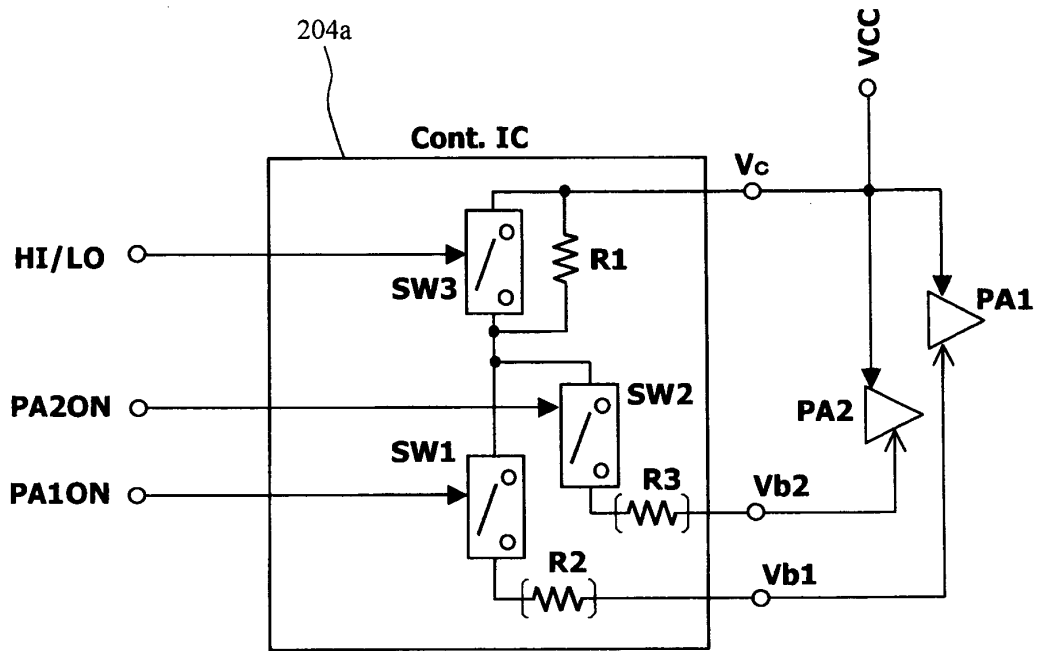 204a
VCC
Cont. IC
Vc
HI/LO
SW3
R1
PA1
PA2ON
SW2
PA2
SW1
PA1ON
R3
Vb2
R2
Vb1